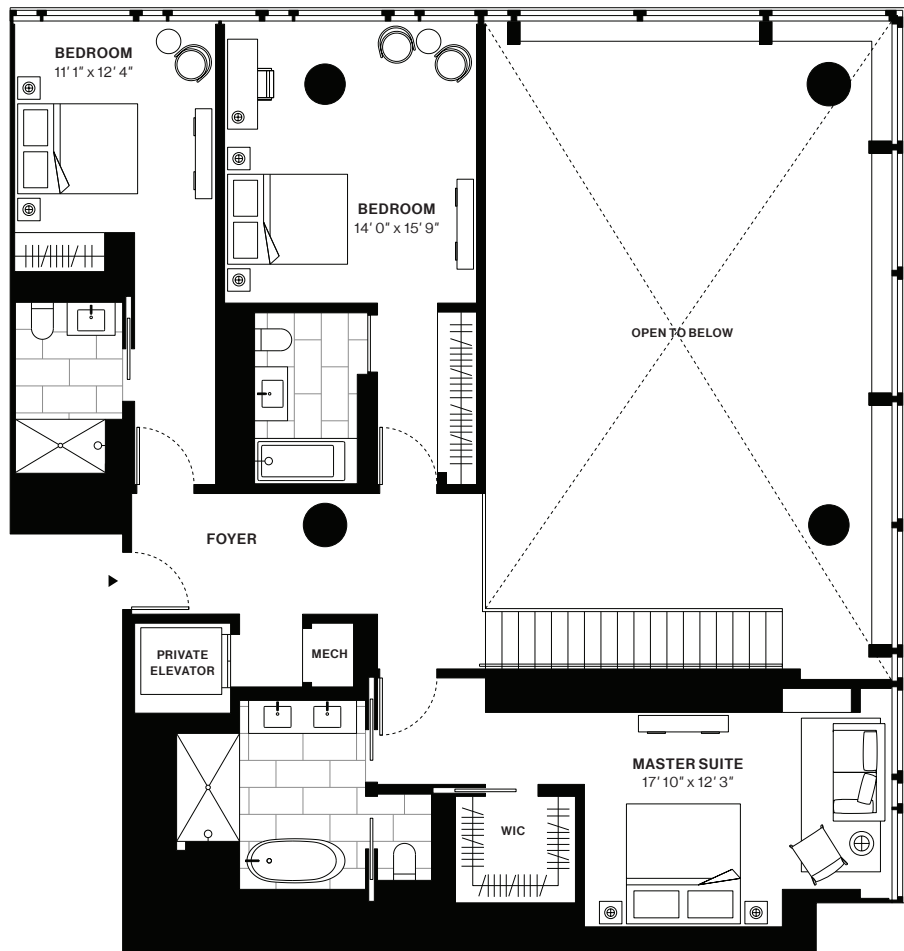 BEDROOM
11' 1" x 12' 4"
BEDROOM
14' 0" x 15' 9"
OPEN TO BELOW
FOYER
PRIVATE
ELEVATOR
MECH
MASTER SUITE
17' 10" x 12' 3"
WIC